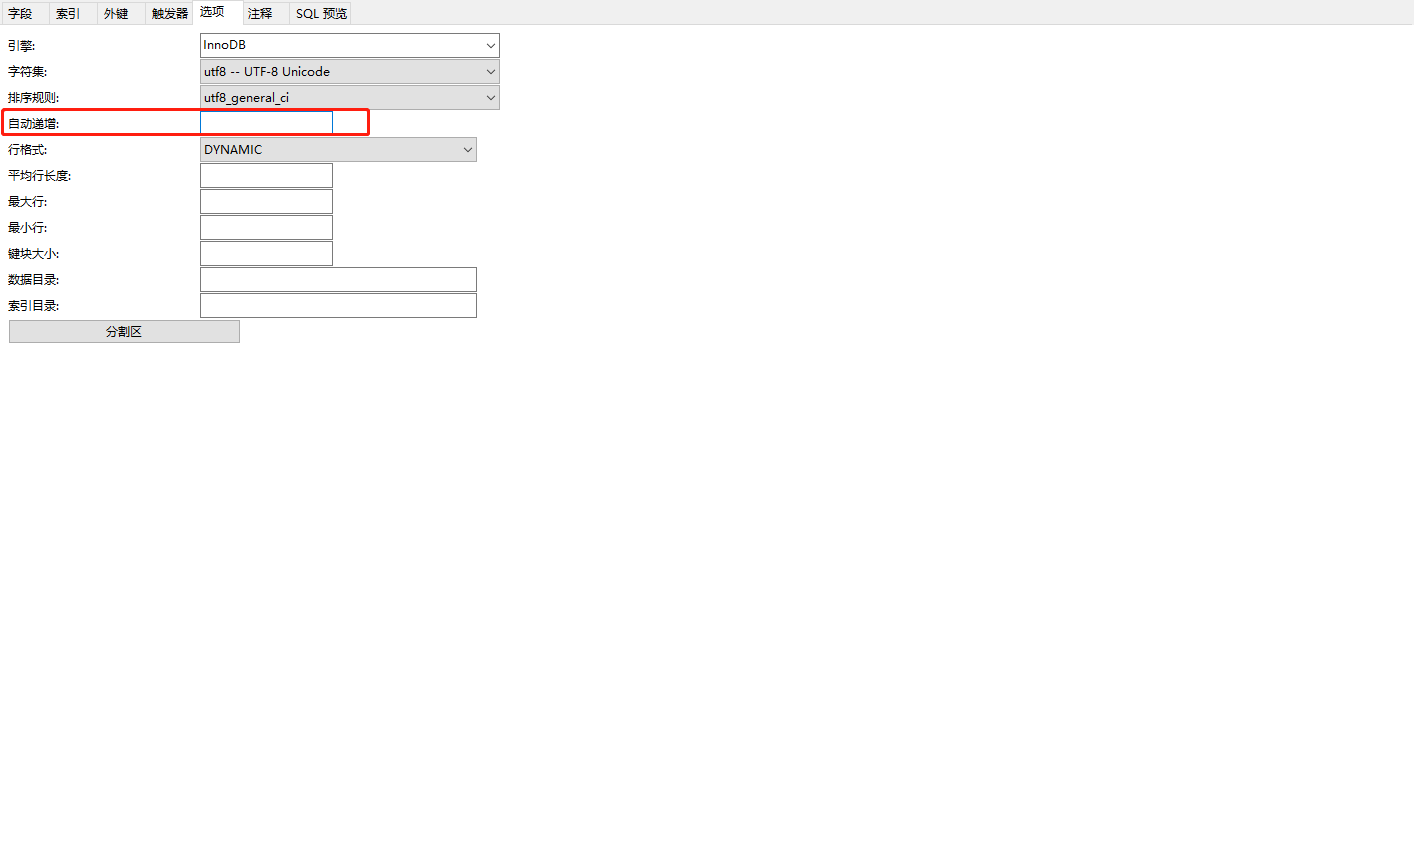 字段 索引 外键 触发器 选项 注释 SQL 预览
引擎: InnoDB
字符集: utf8 -- UTF-8 Unicode
排序规则: utf8_general_ci
自动递增:
行格式: DYNAMIC
平均行长度:
最大行:
最小行:
键块大小:
数据目录:
索引目录:
分割区